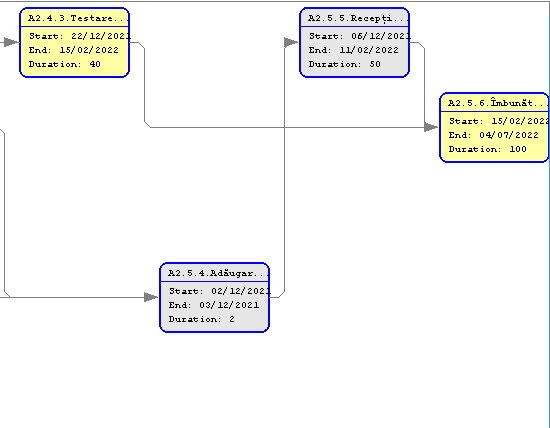 A2.4.3.Testare...
Start: 22/12/2021
End: 15/02/2022
Duration: 40
A2.5.5.Recepți...
Start: 06/12/2021
End: 11/02/2022
Duration: 50
A2.5.6.Îmbunăt...
Start: 15/02/2022
End: 04/07/2022
Duration: 100
A2.5.4.Adăugar...
Start: 02/12/2021
End: 03/12/2021
Duration: 2